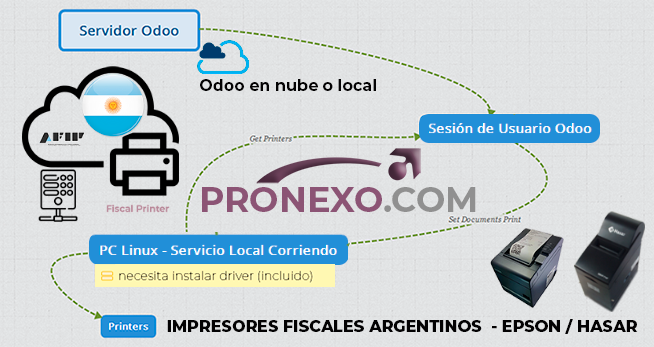 Servidor Odoo
Odoo en nube o local
AFIP
Sesión de Usuario Odoo
Get Printers
Fiscal Printer
PRONEXO.COM
Set Documents Print
PC Linux - Servicio Local Corriendo
necesita instalar driver (incluido)
Printers
IMPRESORES FISCALES ARGENTINOS - EPSON / HASAR